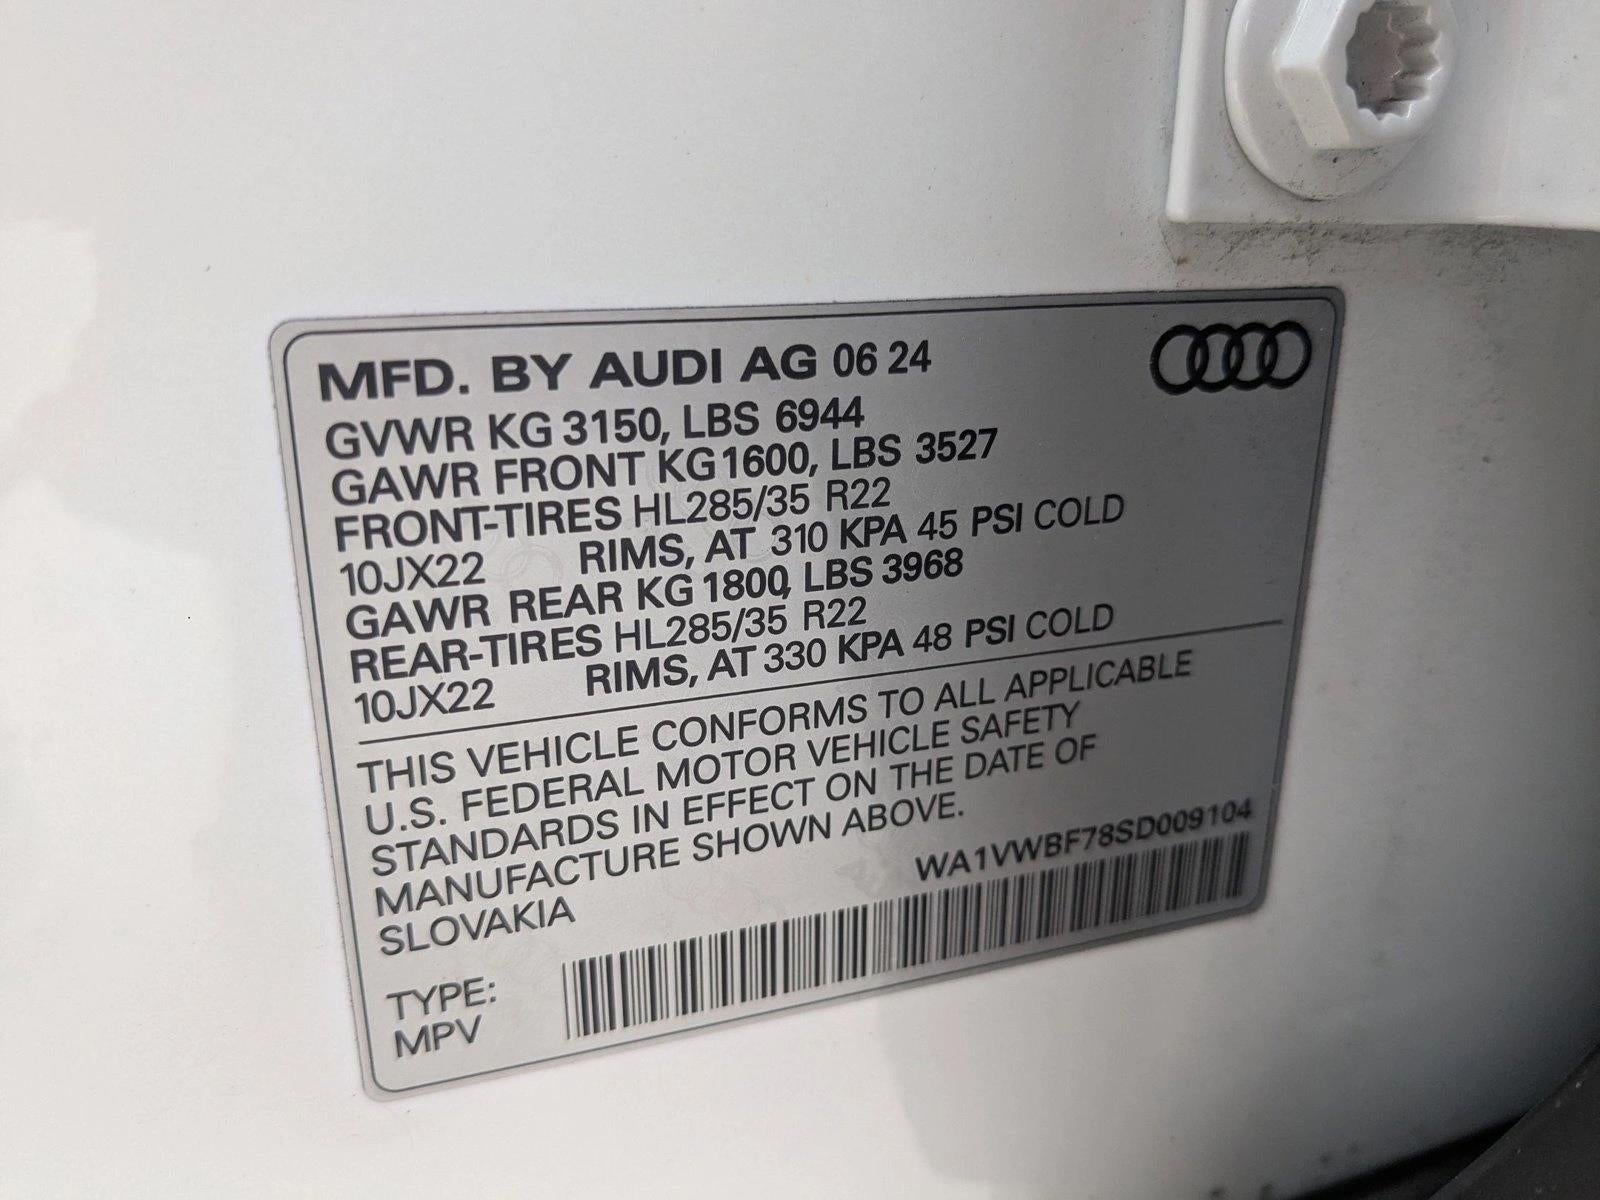 MFD. BY AUDI AG 06 24
GVWR KG 3150, LBS 6944
GAWR FRONT KG 1600, LBS 3527
FRONT-TIRES HL285/35 R22
10JX22 RIMS, AT 310 KPA 45 PSI COLD
GAWR REAR KG 1800, LBS 3968
REAR-TIRES HL285/35 R22
10JX22 RIMS, AT 330 KPA 48 PSI COLD
THIS VEHICLE CONFORMS TO ALL APPLICABLE
U.S. FEDERAL MOTOR VEHICLE SAFETY
STANDARDS IN EFFECT ON THE DATE OF
MANUFACTURE SHOWN ABOVE.
SLOVAKIA
WA1VWBF78SD009104
TYPE:
MPV